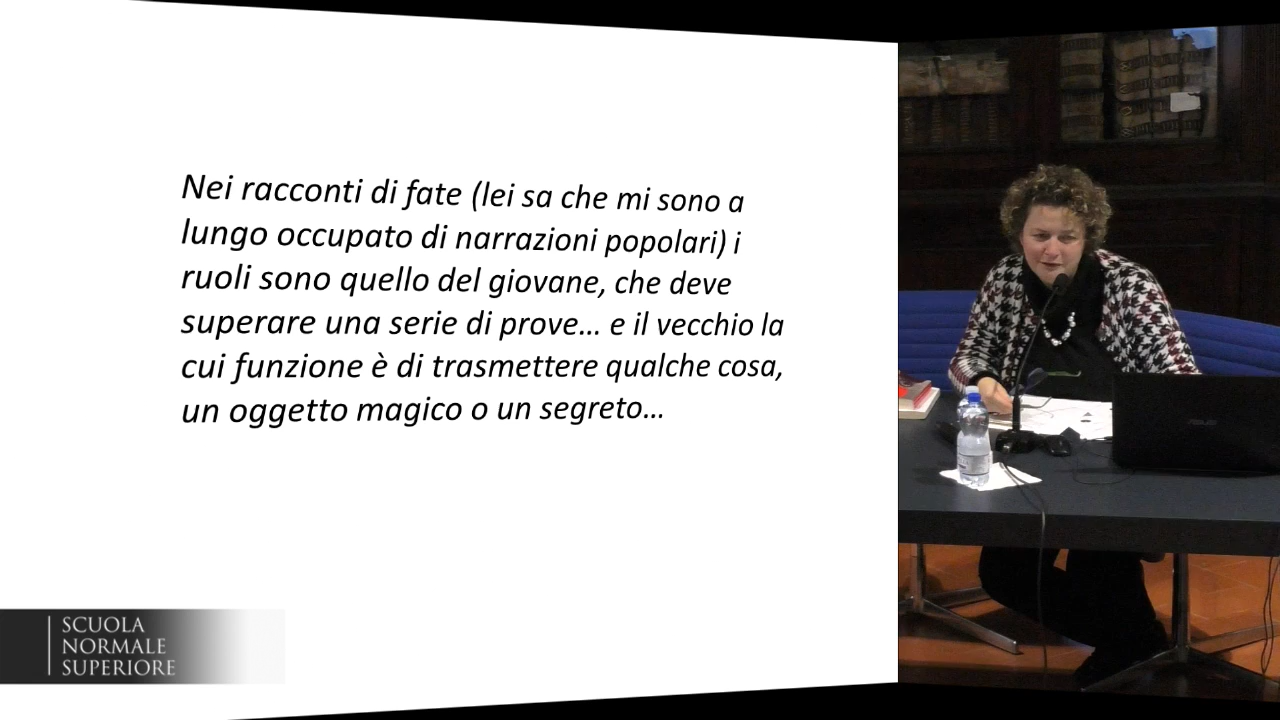 Nei racconti di fate (lei sa che mi sono a
lungo occupato di narrazioni popolari) i
ruoli sono quello del giovane, che deve
superare una serie di prove... e il vecchio la
cui funzione è di trasmettere qualche cosa,
un oggetto magico o un segreto...
SCUOLA
NORMALE
SUPERIORE
ASUS